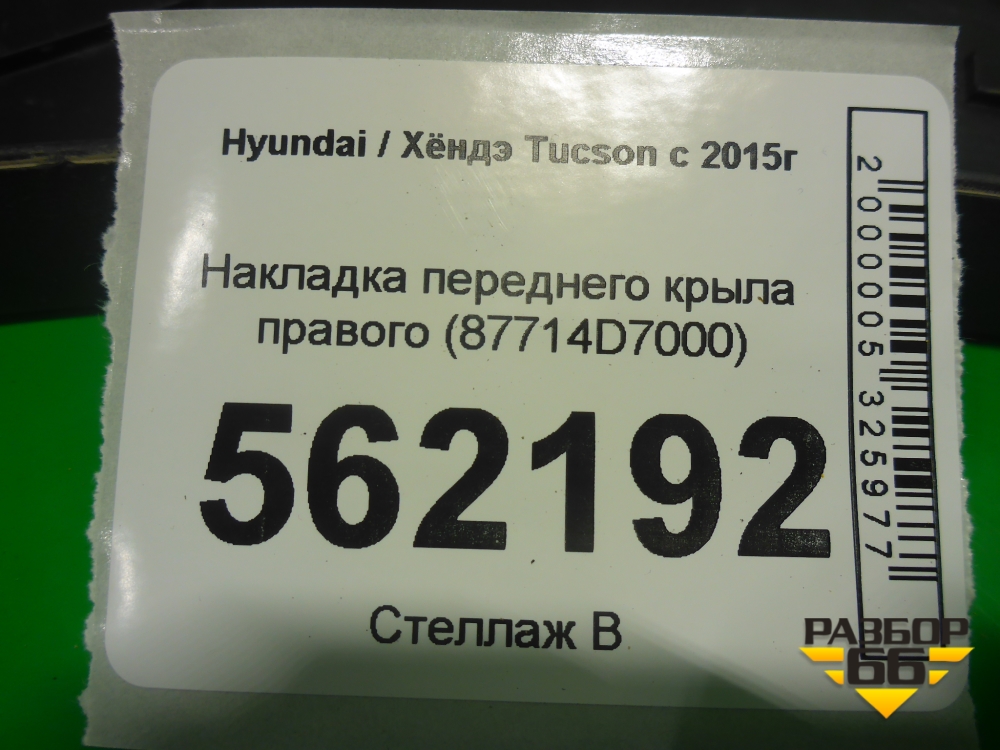 Hyundai / Хёндэ Tucson с 2015г
Накладка переднего крыла
правого (87714D7000)
562192
Стеллаж В
2000005325977
РАЗБОР
66